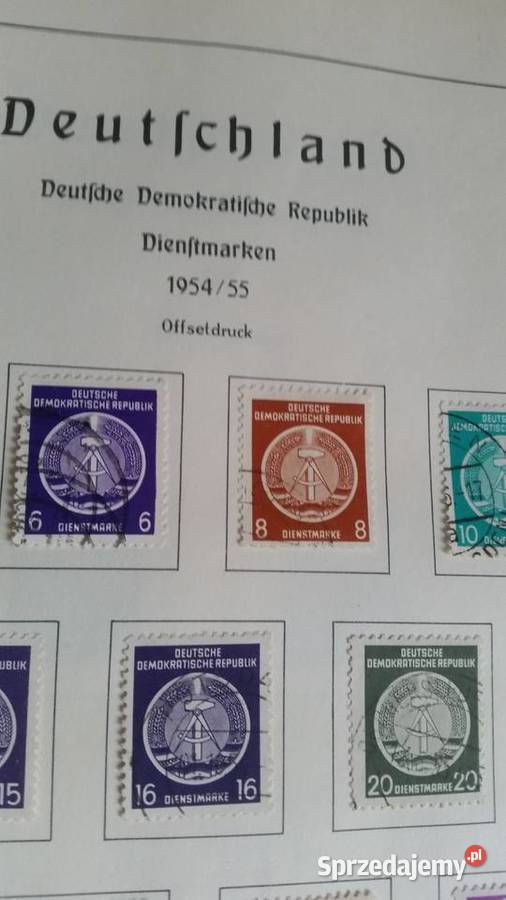 Deutſchland
Deutſche Demokratiſche Republik
Dienſtmarken
1954/55
Offsetdruck
DEUTSCHE
DEMOKRATISCHE REPUBLIK
6 DIENSTMARKE 6
DEUTSCHE
DEMOKRATISCHE REPUBLIK
8 DIENSTMARKE 8
10
15
DEUTSCHE
DEMOKRATISCHE REPUBLIK
16 DIENSTMARKE 16
DEUTSCHE
DEMOKRATISCHE REPUBLIK
20 DIENSTMARKE 20
Sprzedajemy.pl